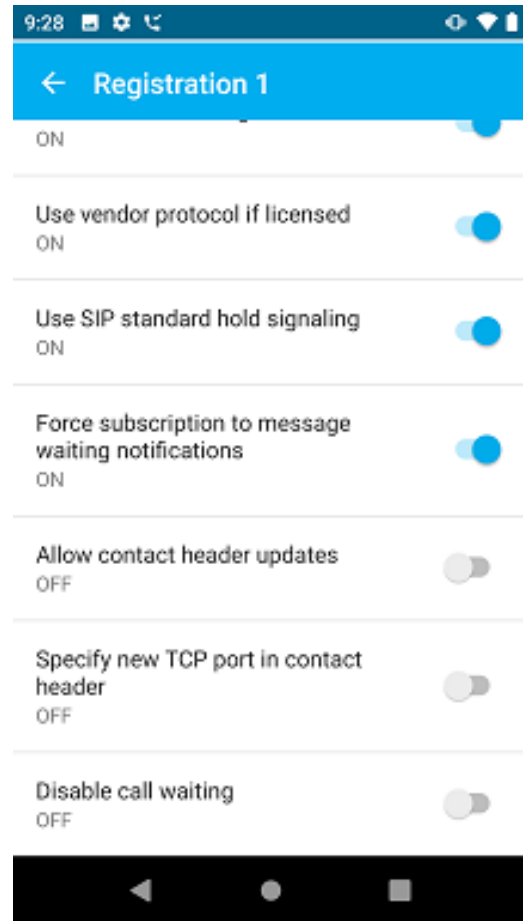 9:28
Registration 1
ON
Use vendor protocol if licensed
ON
Use SIP standard hold signaling
ON
Force subscription to message
waiting notifications
ON
Allow contact header updates
OFF
Specify new TCP port in contact
header
OFF
Disable call waiting
OFF